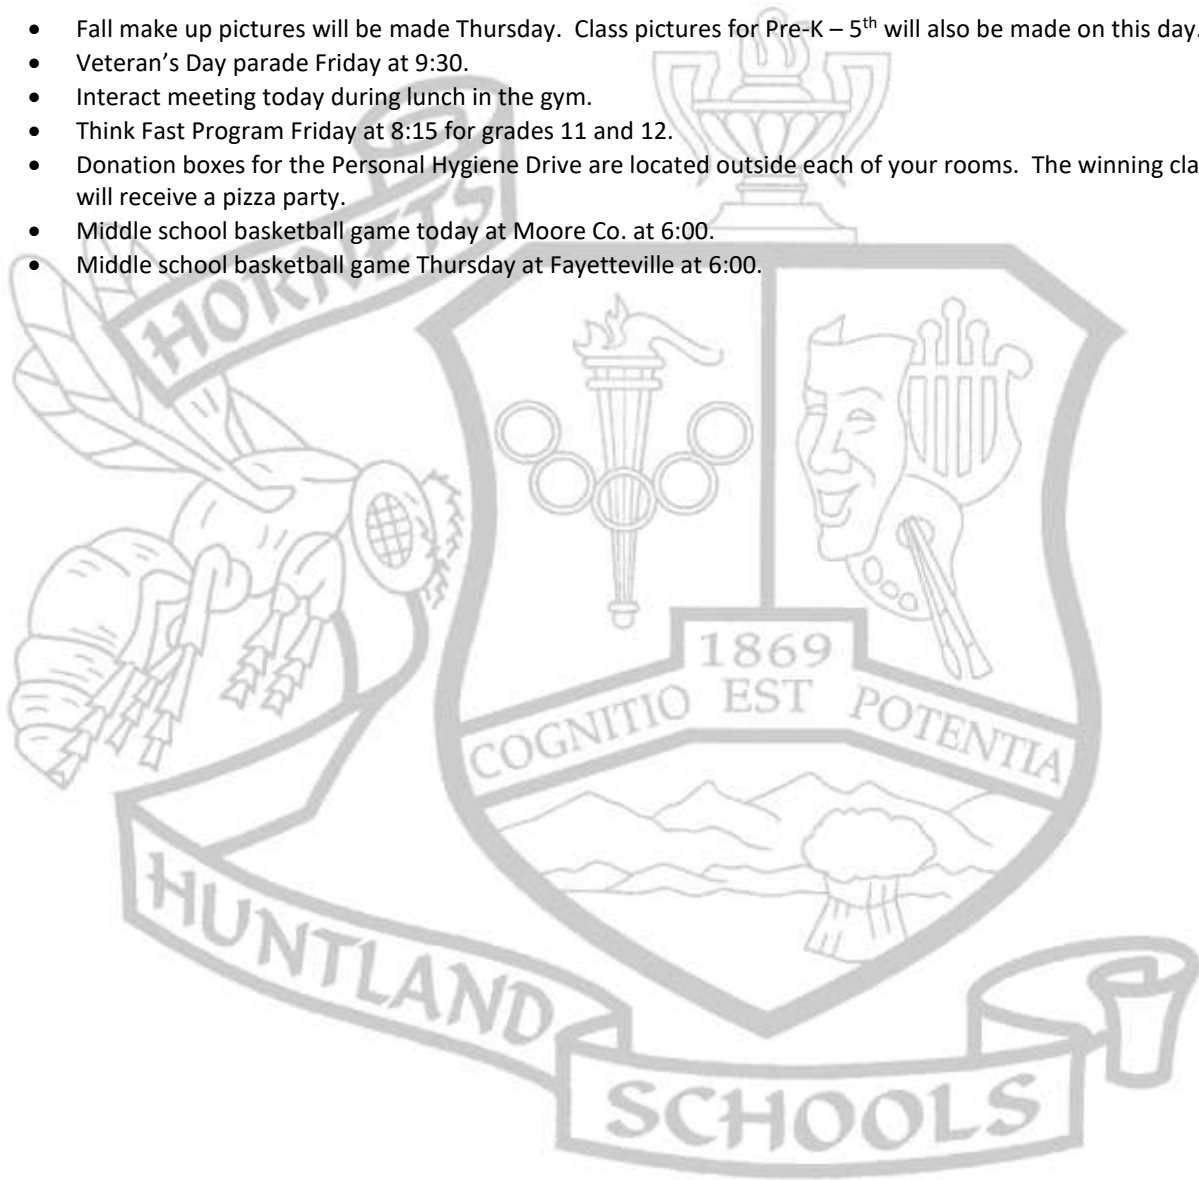 • Fall make up pictures will be made Thursday.  Class pictures for Pre-K – 5th will also be made on this day.
• Veteran’s Day parade Friday at 9:30.
• Interact meeting today during lunch in the gym.
• Think Fast Program Friday at 8:15 for grades 11 and 12.
• Donation boxes for the Personal Hygiene Drive are located outside each of your rooms.  The winning cla
will receive a pizza party.
• Middle school basketball game today at Moore Co. at 6:00.
• Middle school basketball game Thursday at Fayetteville at 6:00.
HORNETS
1869
COGNITIO EST POTENTIA
HUNTLAND
SCHOOLS